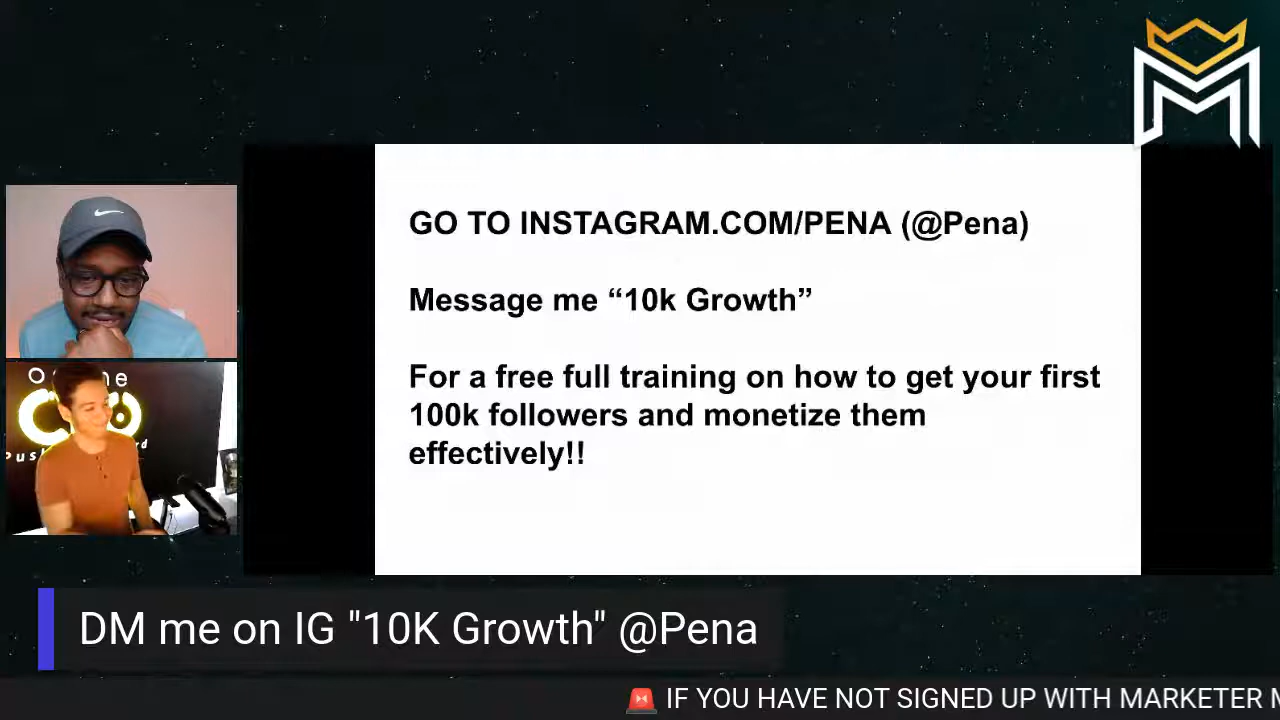 GO TO INSTAGRAM.COM/PENA (@Pena)
Message me “10k Growth”
For a free full training on how to get your first
100k followers and monetize them
effectively!!
DM me on IG "10K Growth" @Pena
🚨 IF YOU HAVE NOT SIGNED UP WITH MARKETER